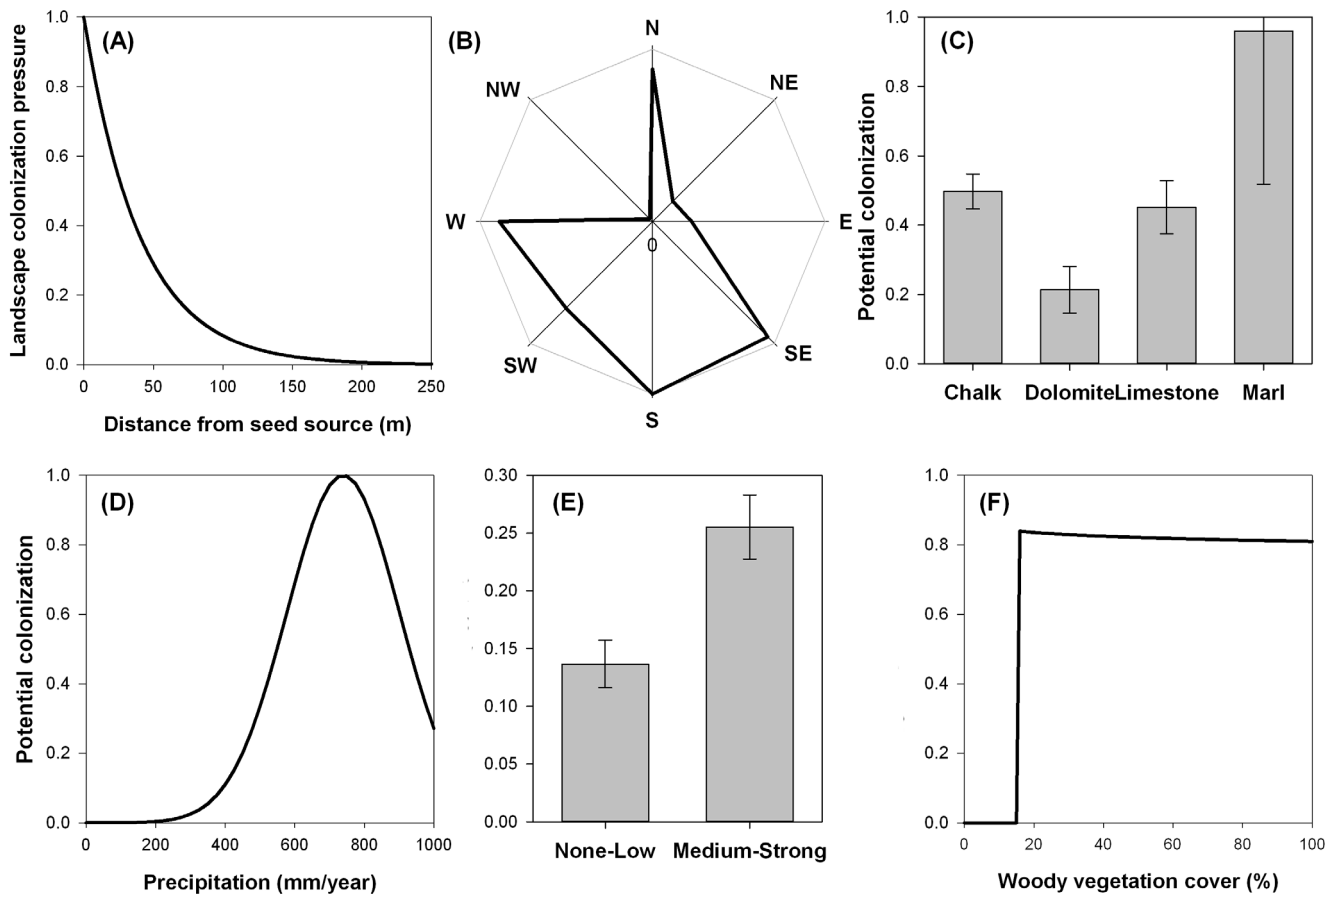 (A)
Landscape colonization pressure
1.0
0.8
0.6
0.4
0.2
0.0
0
50
100
150
200
250
Distance from seed source (m)
(B)
N
NE
E
SE
S
SW
W
NW
0
(C)
Potential colonization
1.0
0.8
0.6
0.4
0.2
0.0
Chalk
Dolomite
Limestone
Marl
(D)
Potential colonization
1.0
0.8
0.6
0.4
0.2
0.0
0
200
400
600
800
1000
Precipitation (mm/year)
(E)
0.30
0.25
0.20
0.15
0.10
0.05
0.00
None-Low
Medium-Strong
(F)
1.0
0.8
0.6
0.4
0.2
0.0
0
20
40
60
80
100
Woody vegetation cover (%)